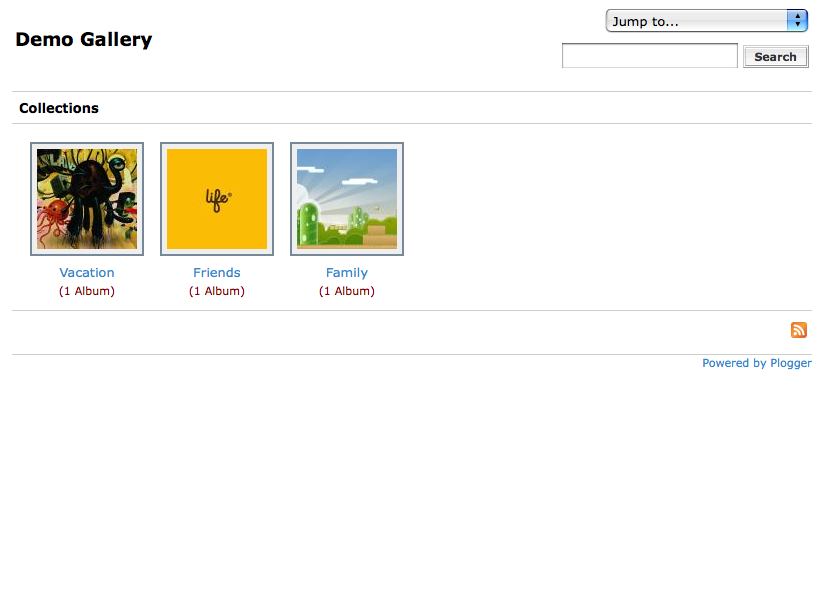 Jump to...
Demo Gallery
Search
Collections
life®
Vacation
Friends
Family
(1 Album)
(1 Album)
(1 Album)
Powered by Plogger